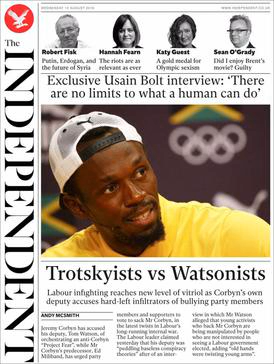 WEDNESDAY 10 AUGUST 2016
WWW.INDEPENDENT.CO.UK
The
INDEPENDENT
Robert Fisk
Putin, Erdogan, and
the future of Syria
Hannah Fearn
The riots are as
relevant as ever
Katy Guest
A gold medal for
Olympic sexism
Sean O'Grady
Did I enjoy Brent's
movie? Guilty
Exclusive Usain Bolt interview: 'There
are no limits to what a human can do'
Trotskyists vs Watsonists
Labour infighting reaches new level of vitriol as Corbyn's own
deputy accuses hard-left infiltrators of bullying party members
ANDY MCSMITH
Jeremy Corbyn has accused
his deputy, Tom Watson, of
orchestrating an anti-Corbyn
"Project Fear", while Mr
Corbyn's predecessor, Ed
Miliband, has urged party
members and supporters to
vote to sack Mr Corbyn, in
the latest twists in Labour's
long-running internal war.
The Labour leader claimed
yesterday that his deputy was
"peddling baseless conspiracy
theories" after of an inter-
view in which Mr Watson
alleged that young activists
who back Mr Corbyn are
being manipulated by people
who are not interested in
seeing a Labour government
elected, adding "old hands
were twisting young arms".